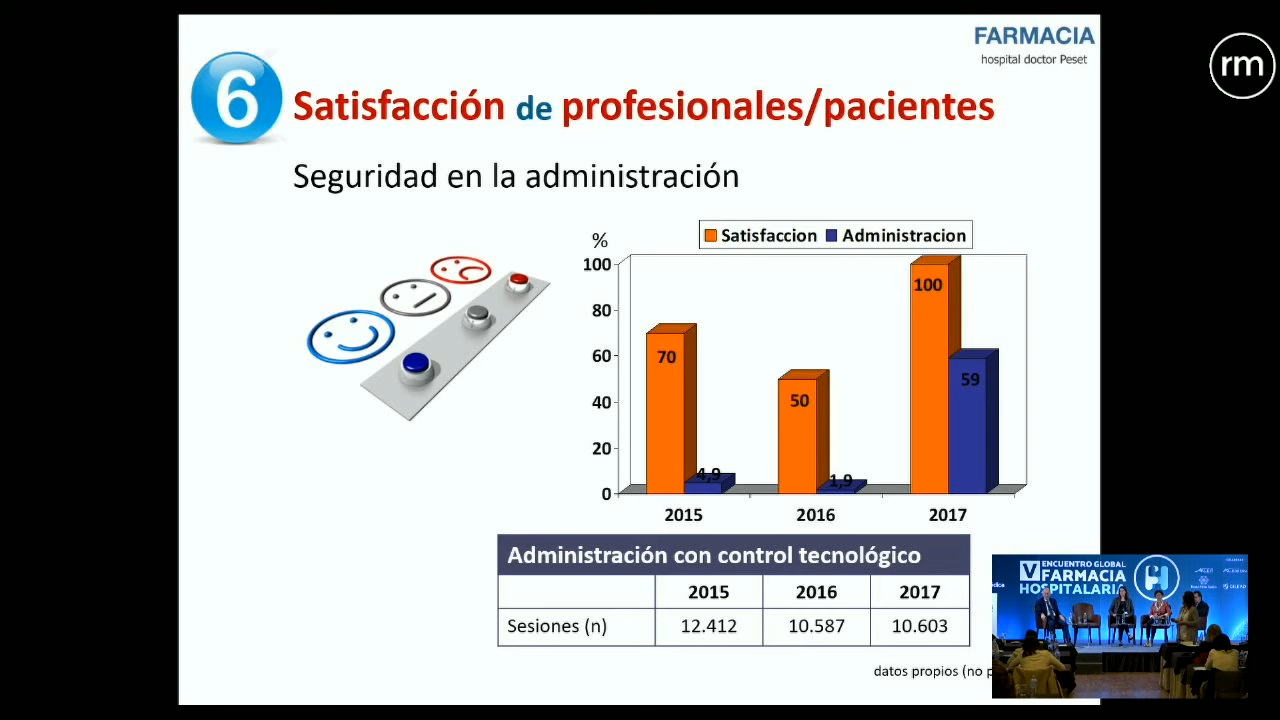 FARMACIA
hospital doctor Peset
rm
6
Satisfacción de profesionales/pacientes
Seguridad en la administración
%
Satisfaccion Administracion
100
80
60
40
20
0
70
4,9
50
1,9
100
59
2015 2016 2017
Administración con control tecnológico
2015 2016 2017
Sesiones (n) 12.412 10.587 10.603
datos propios (no
V ENCUENTRO GLOBAL
FARMACIA
HOSPITALARIA
GILEAD